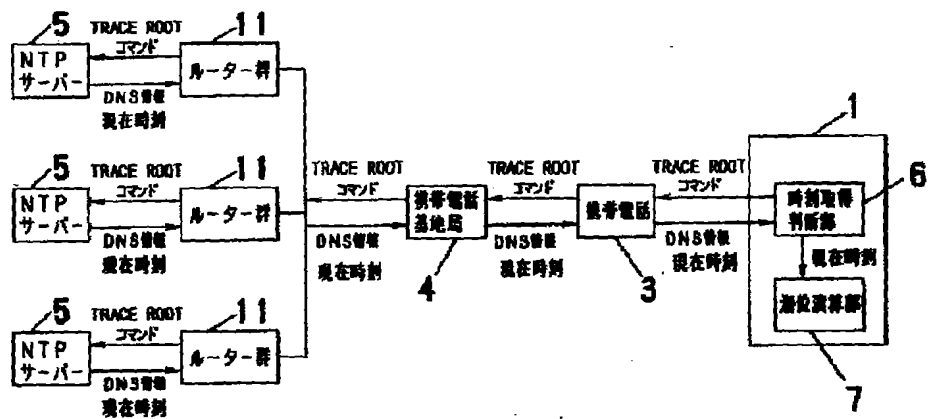 5
TRACE ROOT
コマンド
11
NTP
サーバー
ルーター群
DNS情報
現在時刻
5
TRACE ROOT
コマンド
11
NTP
サーバー
ルーター群
DNS情報
現在時刻
5
TRACE ROOT
コマンド
11
NTP
サーバー
ルーター群
DNS情報
現在時刻
TRACE ROOT
コマンド
DNS情報
現在時刻
携帯電話
基地局
4
TRACE ROOT
コマンド
DNS情報
現在時刻
携帯電話
3
TRACE ROOT
コマンド
DNS情報
現在時刻
1
時刻取得
判断部
6
現在時刻
演算部
7